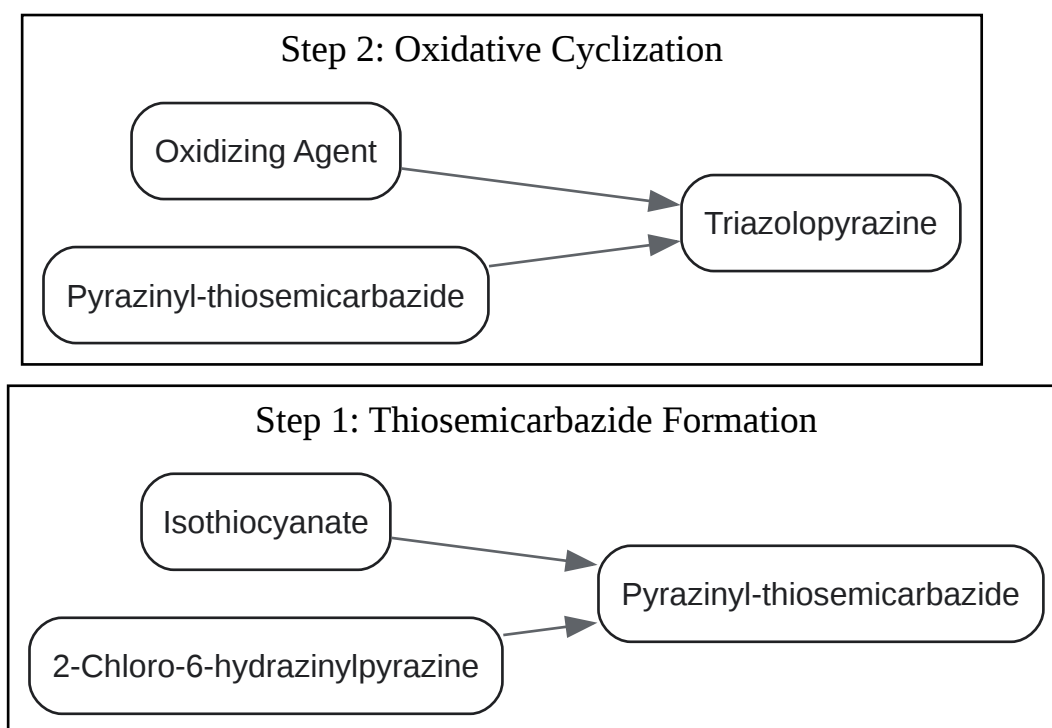 Step 2: Oxidative Cyclization
Oxidizing Agent
Triazolopyrazine
Pyrazinyl-thiosemicarbazide
Step 1: Thiosemicarbazide Formation
Isothiocyanate
Pyrazinyl-thiosemicarbazide
2-Chloro-6-hydrazinylpyrazine